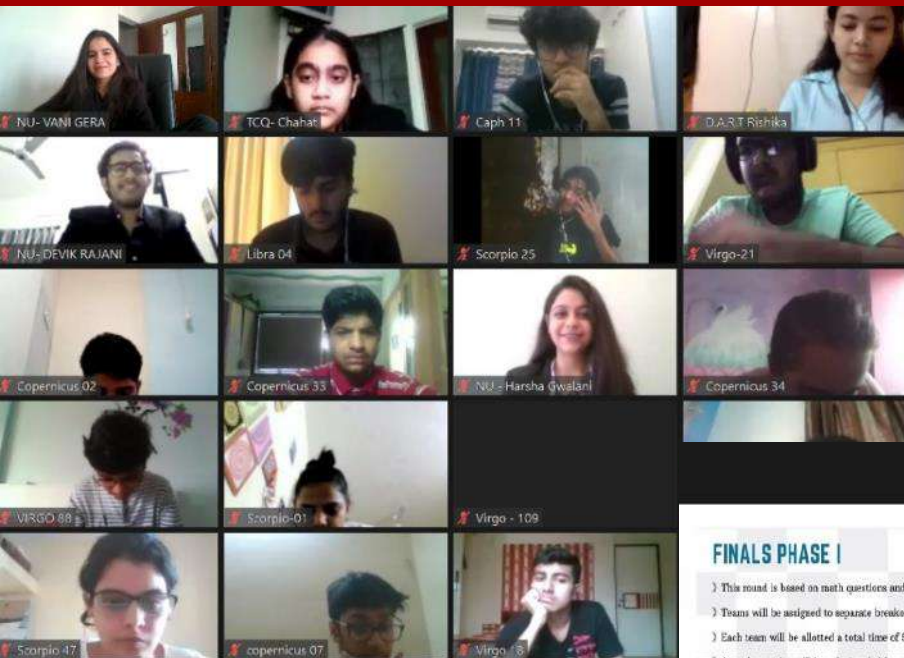 NU- VANI GERA
TCQ- Chahat
Caph 11
D.A.R.T Rishika
NU- DEVIK RAJANI
Libra 04
Scorpio 25
Virgo-21
Copernicus 02
Copernicus 33
NU - Harsha Gwalani
Copernicus 34
VIRGO 88
Scorpio-01
Virgo - 109
Scorpio 47
copernicus 07
Virgo 18
FINALS PHASE I
This round is based on math questions and
Teams will be assigned to separate
Each team will be allotted a total time of